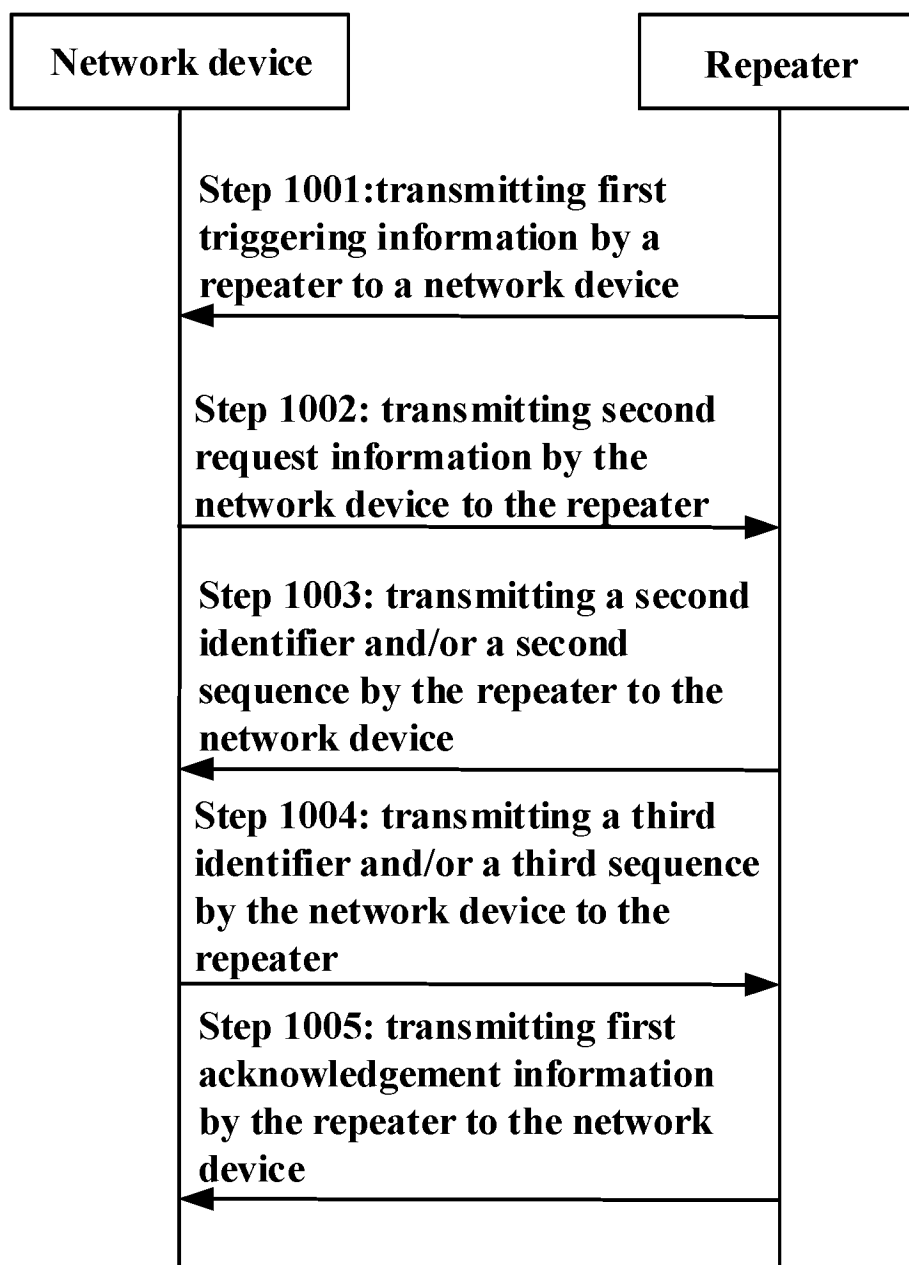 Network device
Repeater
Step 1001:transmitting first
triggering information by a
repeater to a network device
Step 1002: transmitting second
request information by the
network device to the repeater
Step 1003: transmitting a second
identifier and/or a second
sequence by the repeater to the
network device
Step 1004: transmitting a third
identifier and/or a third sequence
by the network device to the
repeater
Step 1005: transmitting first
acknowledgement information
by the repeater to the network
device